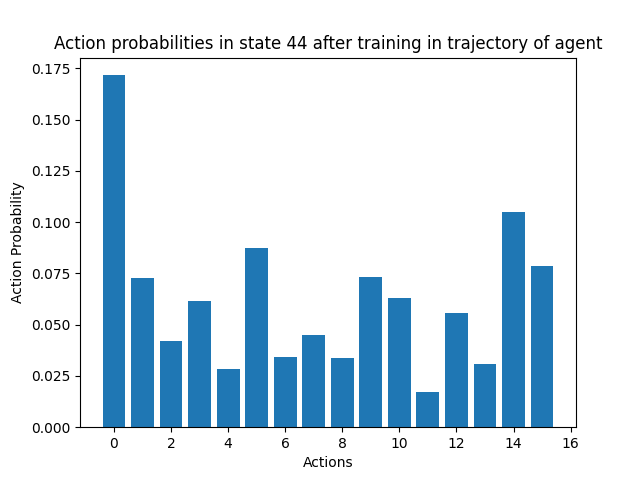 Action probabilities in state 44 after training in trajectory of agent
0.175
0.150
0.125
0.100
0.075
0.050
0.025
0.000
Action Probability
0 2 4 6 8 10 12 14 16
Actions